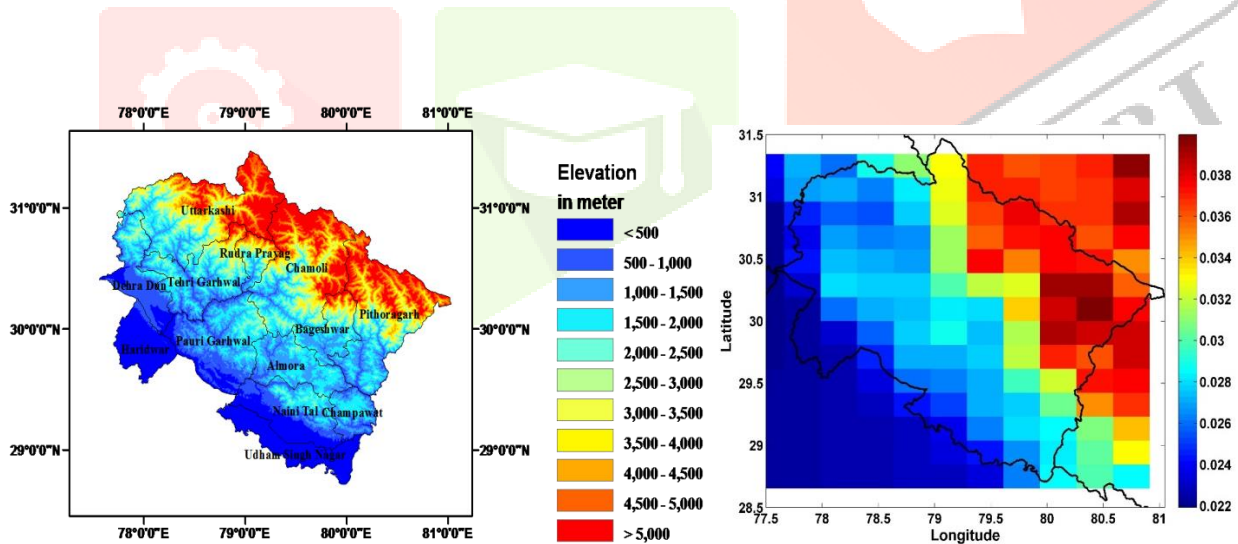 78°0'0"E 79°0'0"E 80°0'0"E 81°0'0"E
31°0'0"N
30°0'0"N
29°0'0"N
Uttarkashi
Rudra Prayag
Chamoli
Dehra Dun
Tehri Garhwal
Pithoragarh
Bageshwar
Haridwar
Pauri Garhwal
Almora
Naini Tal
Champawat
Udham Singh Nagar
31°0'0"N
30°0'0"N
29°0'0"N
78°0'0"E 79°0'0"E 80°0'0"E 81°0'0"E
Elevation
in meter
< 500
500 - 1,000
1,000 - 1,500
1,500 - 2,000
2,000 - 2,500
2,500 - 3,000
3,000 - 3,500
3,500 - 4,000
4,000 - 4,500
4,500 - 5,000
> 5,000
Latitude
31.5
31
30.5
30
29.5
29
28.5
77.5 78 78.5 79 79.5 80 80.5 81
Longitude
0.038
0.036
0.034
0.032
0.03
0.028
0.026
0.024
0.022